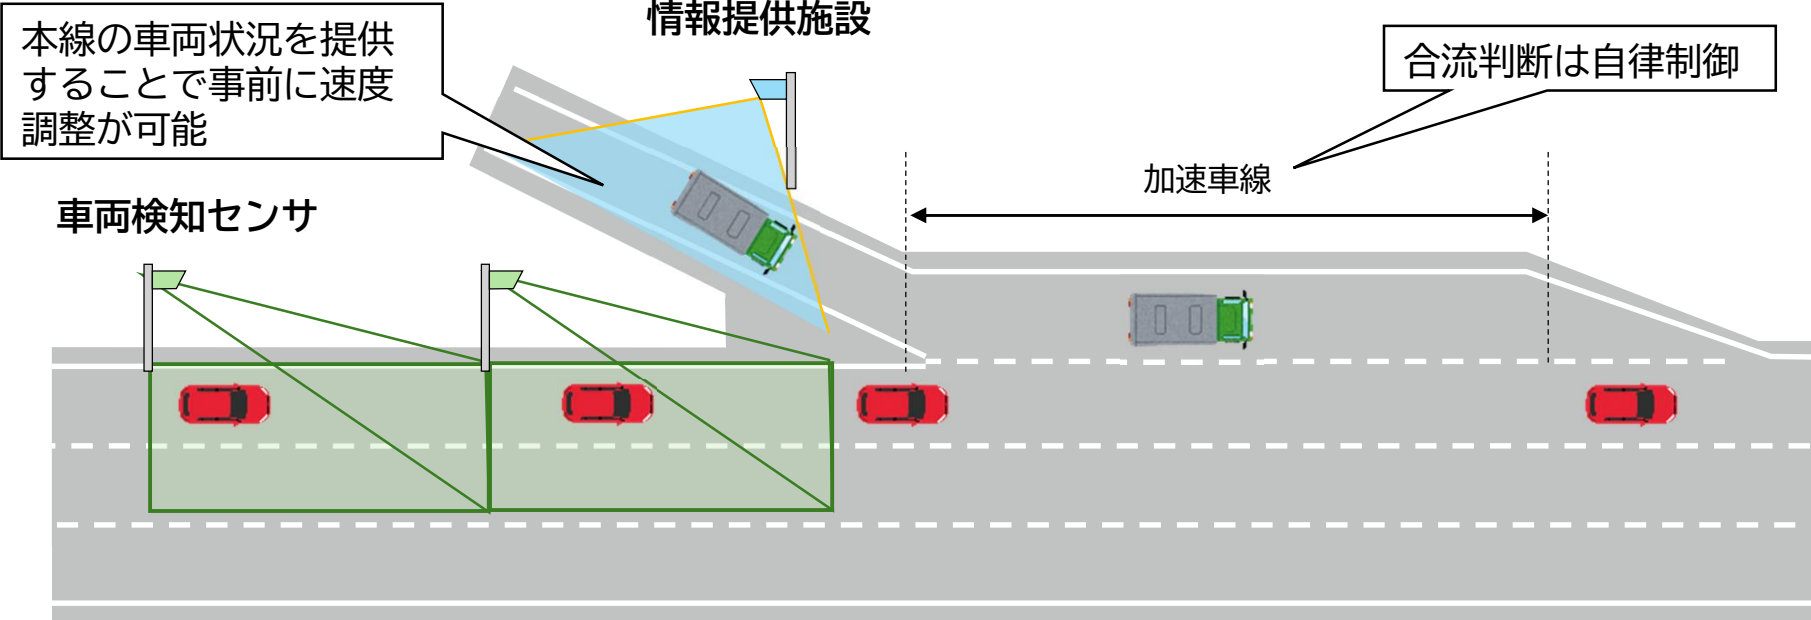 情報提供施設
本線の車両状況を提供
することで事前に速度
調整が可能
合流判断は自律制御
加速車線
車両検知センサ